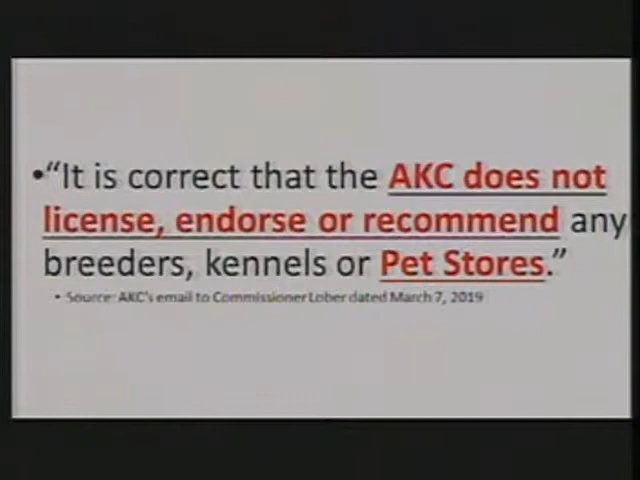 •“It is correct that the AKC does not
license, endorse or recommend any
breeders, kennels or Pet Stores.”
• Source: AKC's email to Commissioner Lober dated March 7, 2019